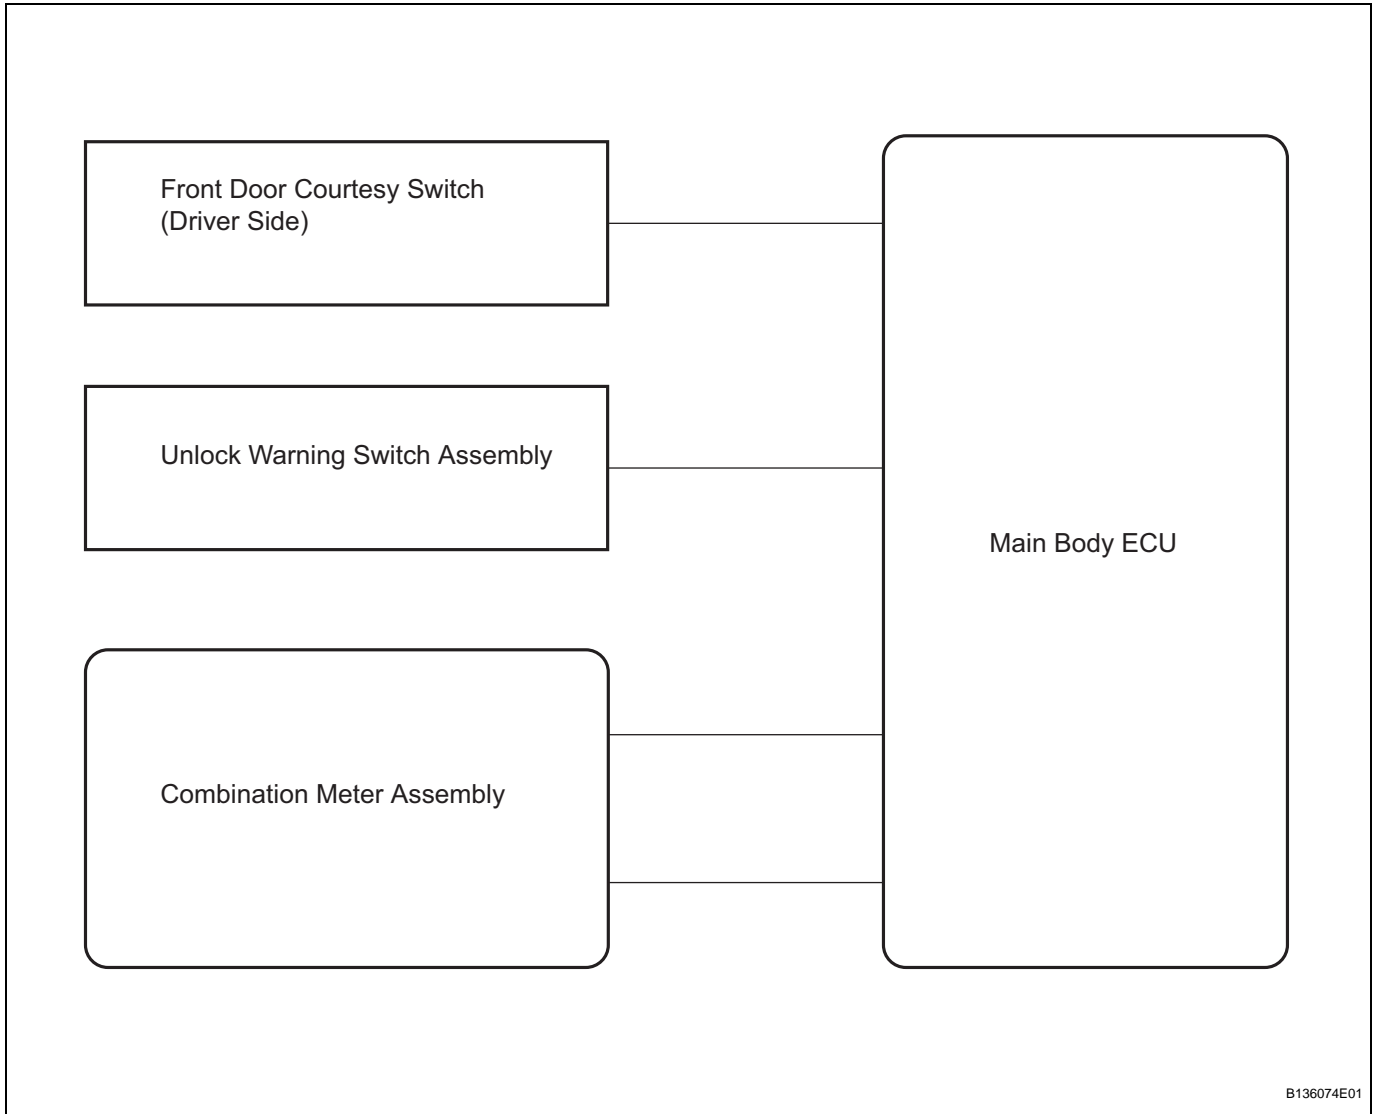 Front Door Courtesy Switch
(Driver Side)
Unlock Warning Switch Assembly
Main Body ECU
Combination Meter Assembly
B136074E01